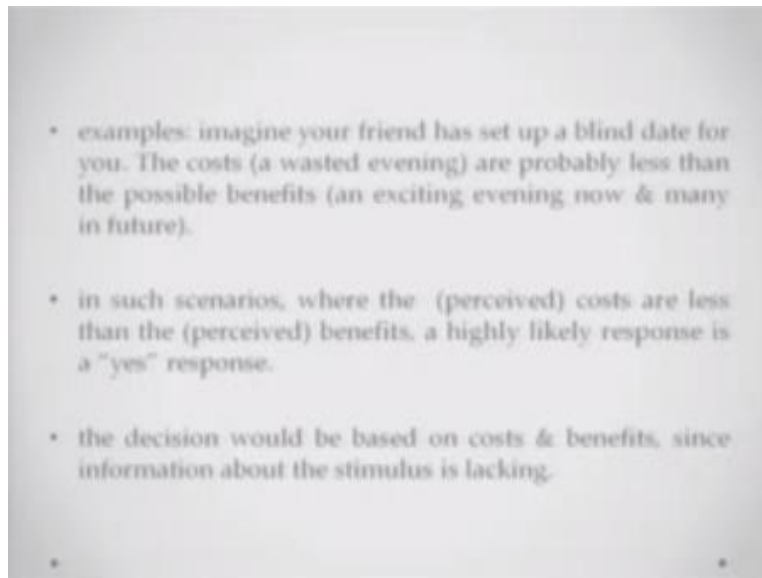 • examples: imagine your friend has set up a blind date for
you. The costs (a wasted evening) are probably less than
the possible benefits (an exciting evening now & many
in future).
• in such scenarios, where the (perceived) costs are less
than the (perceived) benefits, a highly likely response is
a "yes" response.
• the decision would be based on costs & benefits, since
information about the stimulus is lacking.